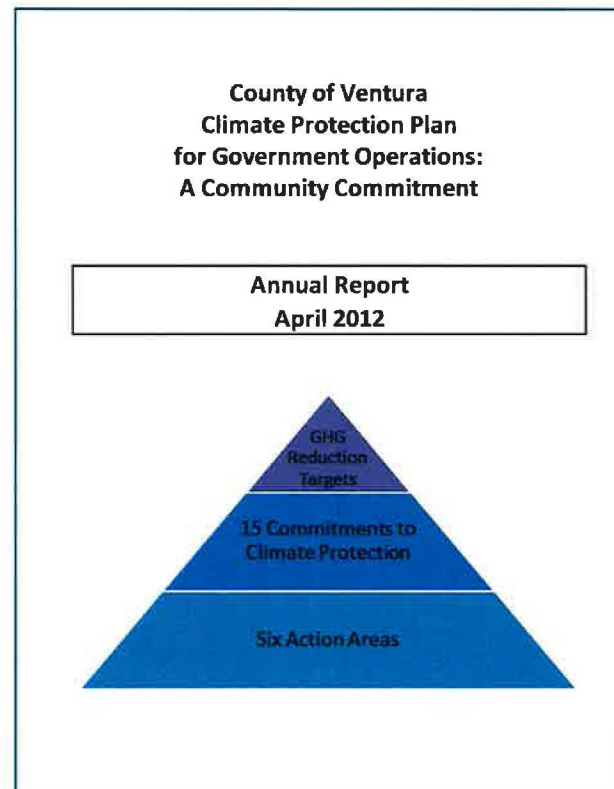 County of Ventura
Climate Protection Plan
for Government Operations:
A Community Commitment
Annual Report
April 2012
GHG
Reduction
Targets
15 Commitments to
Climate Protection
Six Action Areas